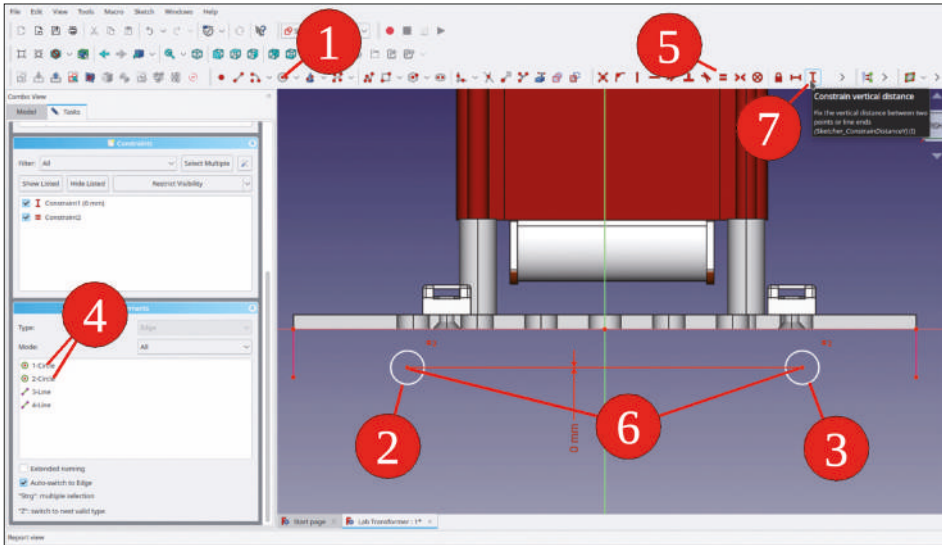 File Edit View Tools Macro Sketch Windows Help
1
5
Constrain vertical distance
Fix the vertical distance between two
points or line ends
(Sketcher_ConstrainDistanceY) (I)
7
Combo View
Model Tasks
Constraints
Filter: All Select Multiple
Show Listed Hide Listed Restrict Visibility
Constraint1 (0 mm)
Constraint2
4
Type: Edge
Mode: All
1-Circle
2-Circle
3-Line
4-Line
2
6
3
0 mm
Extended naming
Auto-switch to Edge
"Strg": multiple selection
"Z": switch to next valid type
Start page Lab Transformer : 1*
Report view